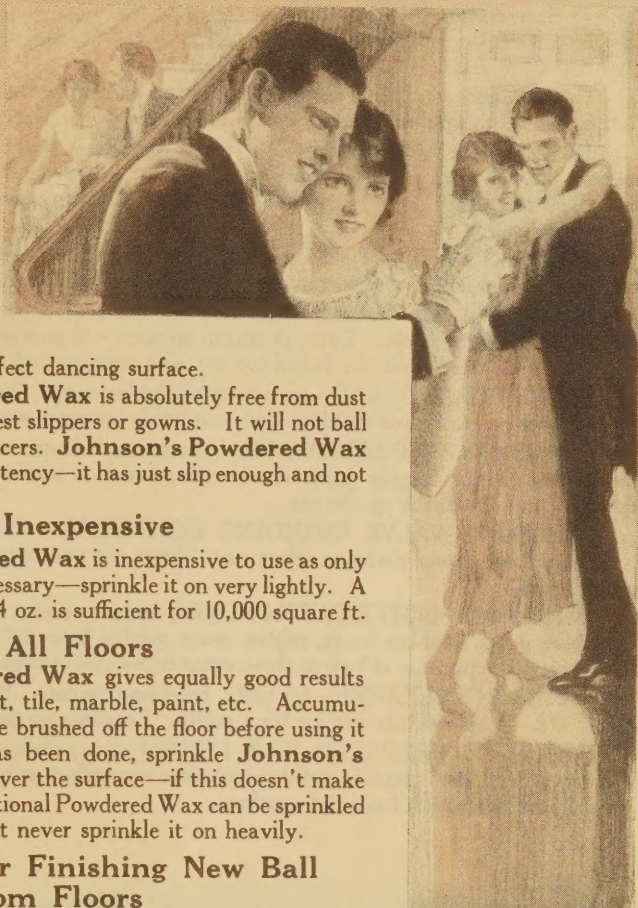 fect dancing surface.
ed Wax is absolutely free from dust
est slippers or gowns. It will not ball
cers. Johnson's Powdered Wax
tency—it has just slip enough and not
Inexpensive
ed Wax is inexpensive to use as only
essary—sprinkle it on very lightly. A
4 oz. is sufficient for 10,000 square ft.
All Floors
red Wax gives equally good results
t, tile, marble, paint, etc. Accumu-
e brushed off the floor before using it
as been done, sprinkle Johnson's
ver the surface—if this doesn't make
tional Powdered Wax can be sprinkled
t never sprinkle it on heavily.
r Finishing New Ball
om Floors